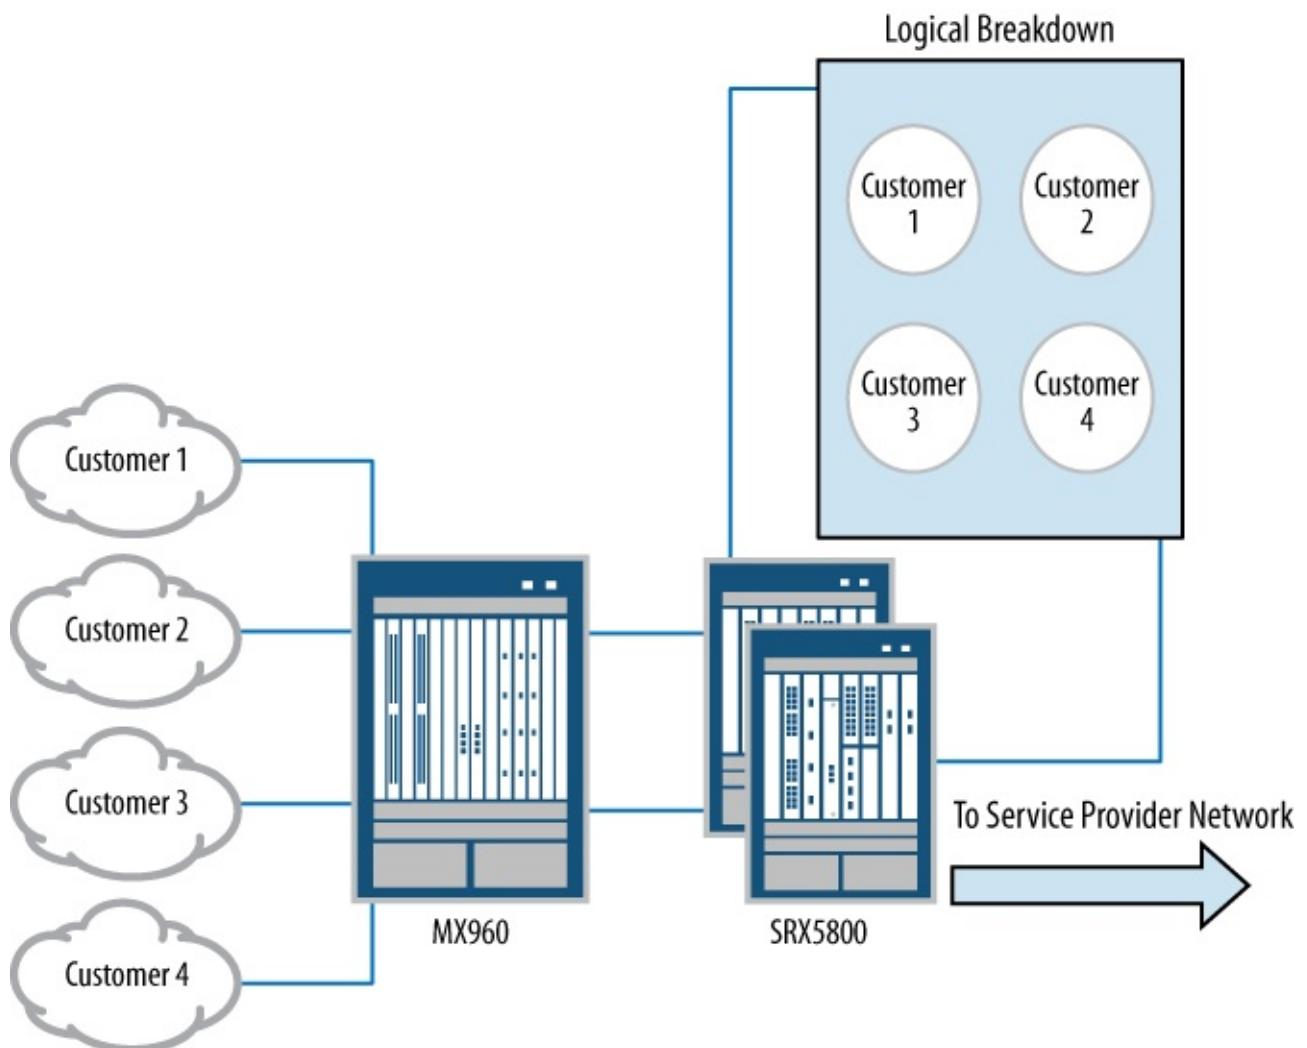 Logical Breakdown
Customer
1
Customer
2
Customer
3
Customer
4
Customer 1
Customer 2
Customer 3
Customer 4
MX960
SRX5800
To Service Provider Network